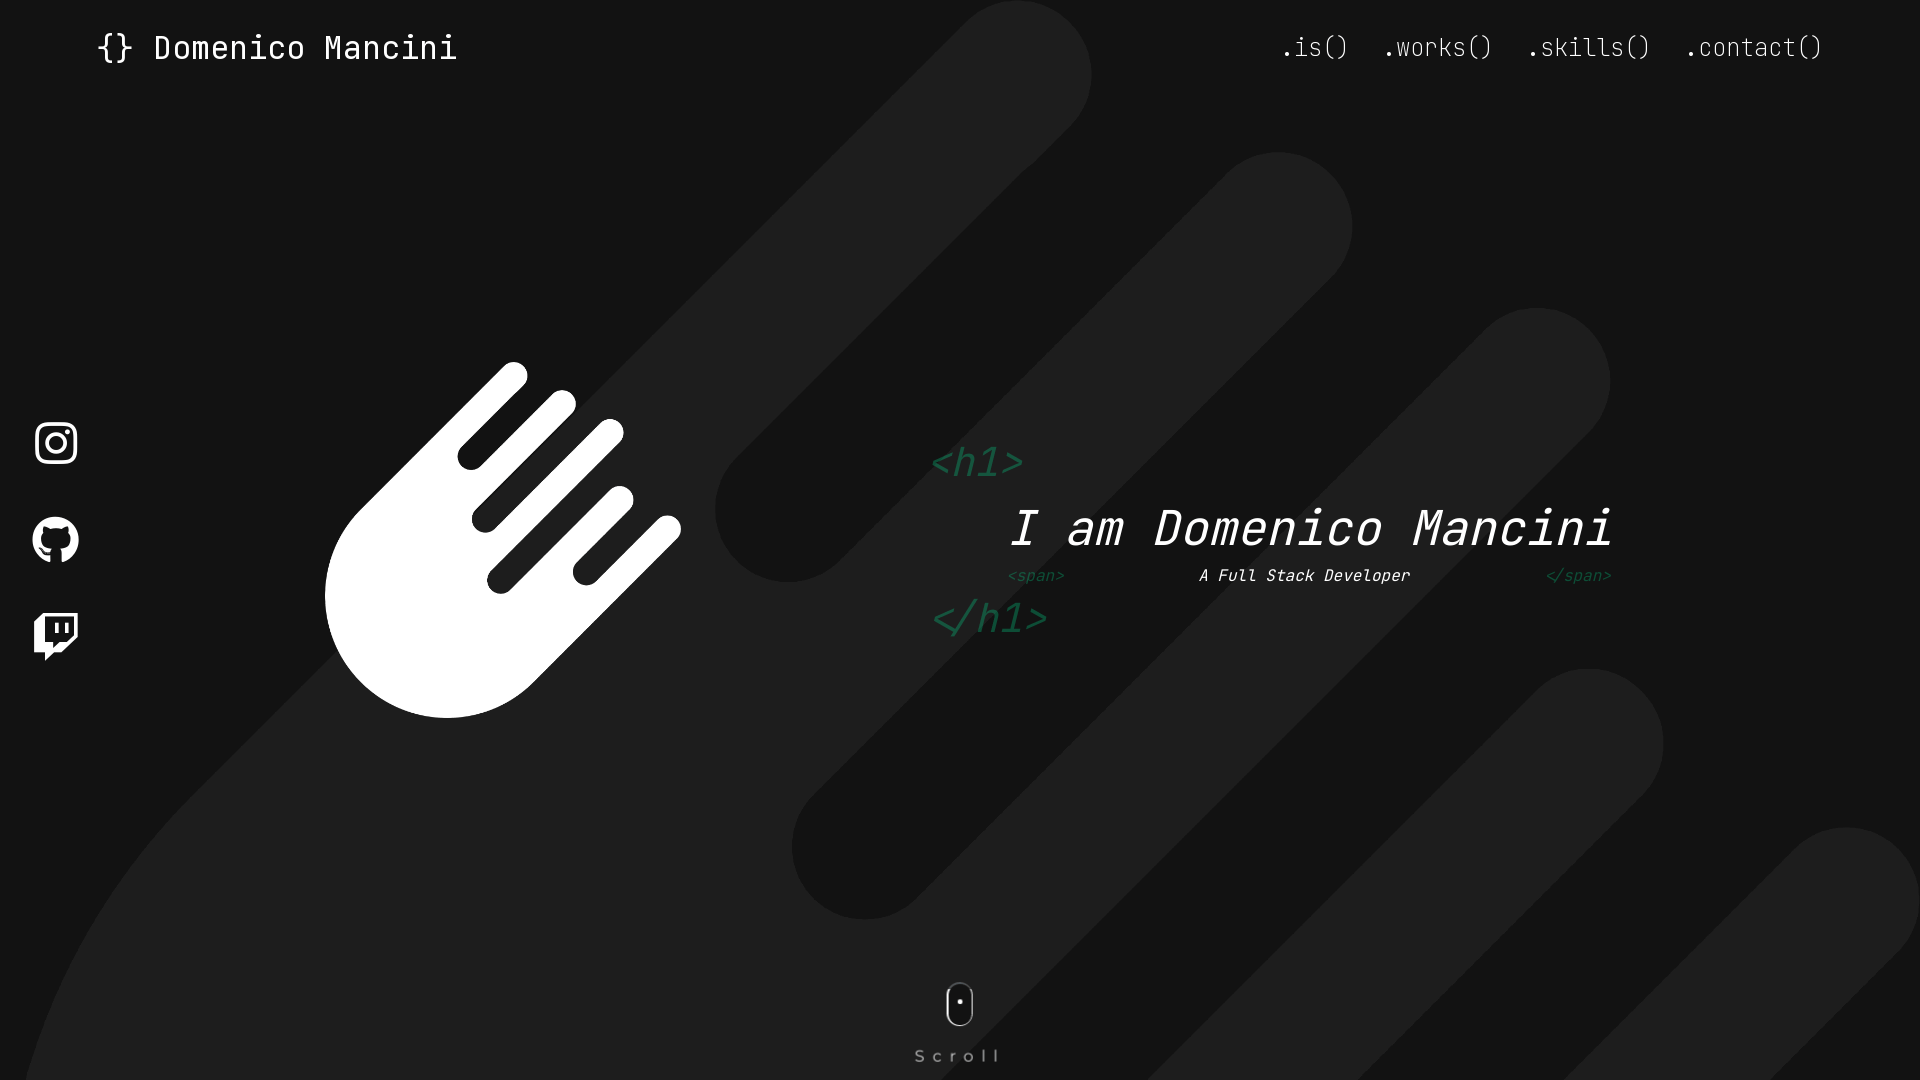 {} Domenico Mancini
.is() .works() .skills() .contact()
<h1>
I am Domenico Mancini
<span> A Full Stack Developer </span>
</h1>
Scroll